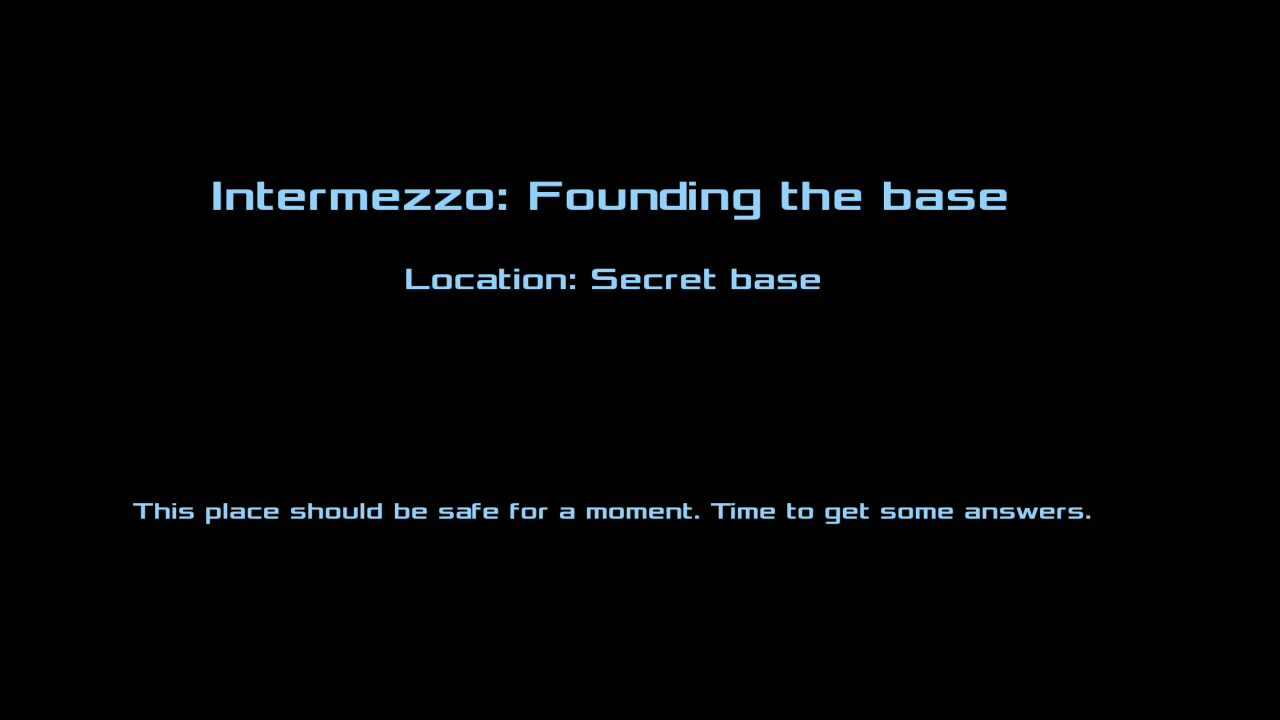 Intermezzo: Founding the base
Location: Secret base
This place should be safe for a moment. Time to get some answers.